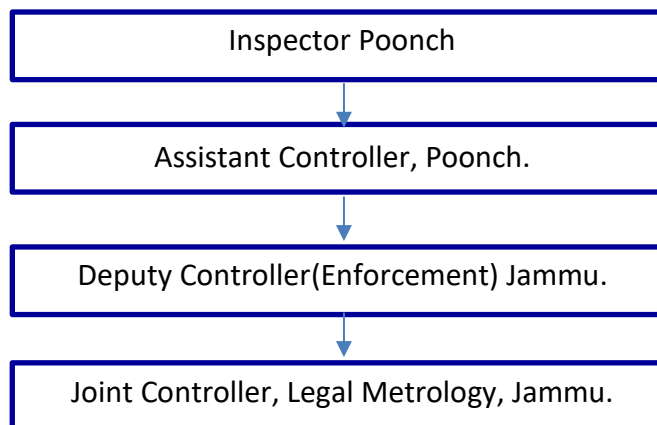 Inspector Poonch
Assistant Controller, Poonch.
Deputy Controller(Enforcement) Jammu.
Joint Controller, Legal Metrology, Jammu.